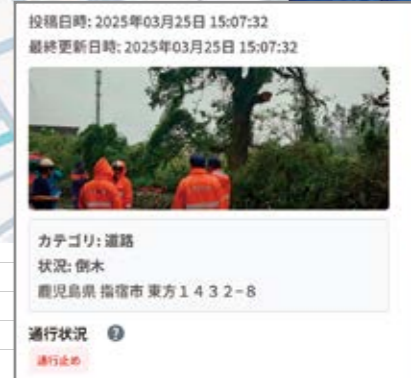 投稿日時: 2025年03月25日 15:07:32
最終更新日時: 2025年03月25日 15:07:32
カテゴリ: 道路
状況: 倒木
鹿児島県 指宿市 東方１４３２−８
通行状況 ?
通行止め